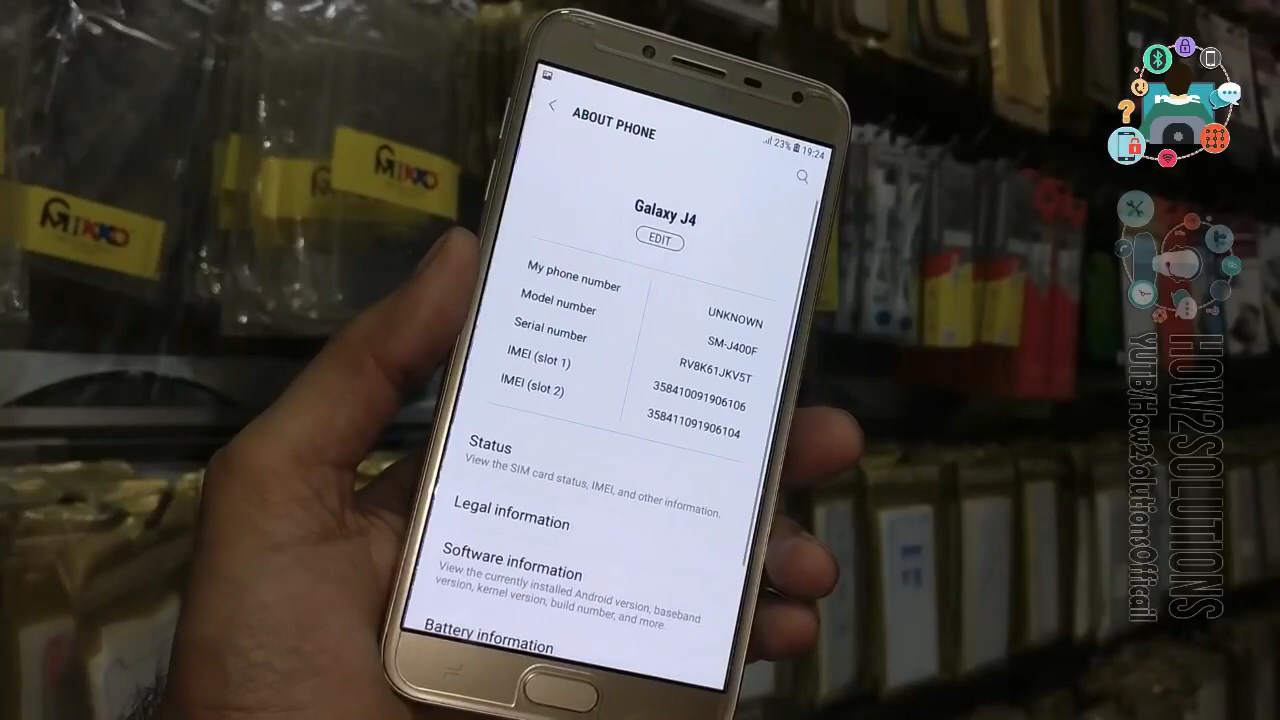 23% 19:24
ABOUT PHONE
Galaxy J4
EDIT
My phone number UNKNOWN
Model number SM-J400F
Serial number RV8K61JKV5T
IMEI (slot 1) 358410091906106
IMEI (slot 2) 358411091906104
Status
View the SIM card status, IMEI, and other information.
Legal information
Software information
View the currently installed Android version, baseband
version, kernel version, build number, and more.
Battery information
MIKKO
MIKKO
HOW2SOLUTIONS
YUTB/How2SolutionsOfficail